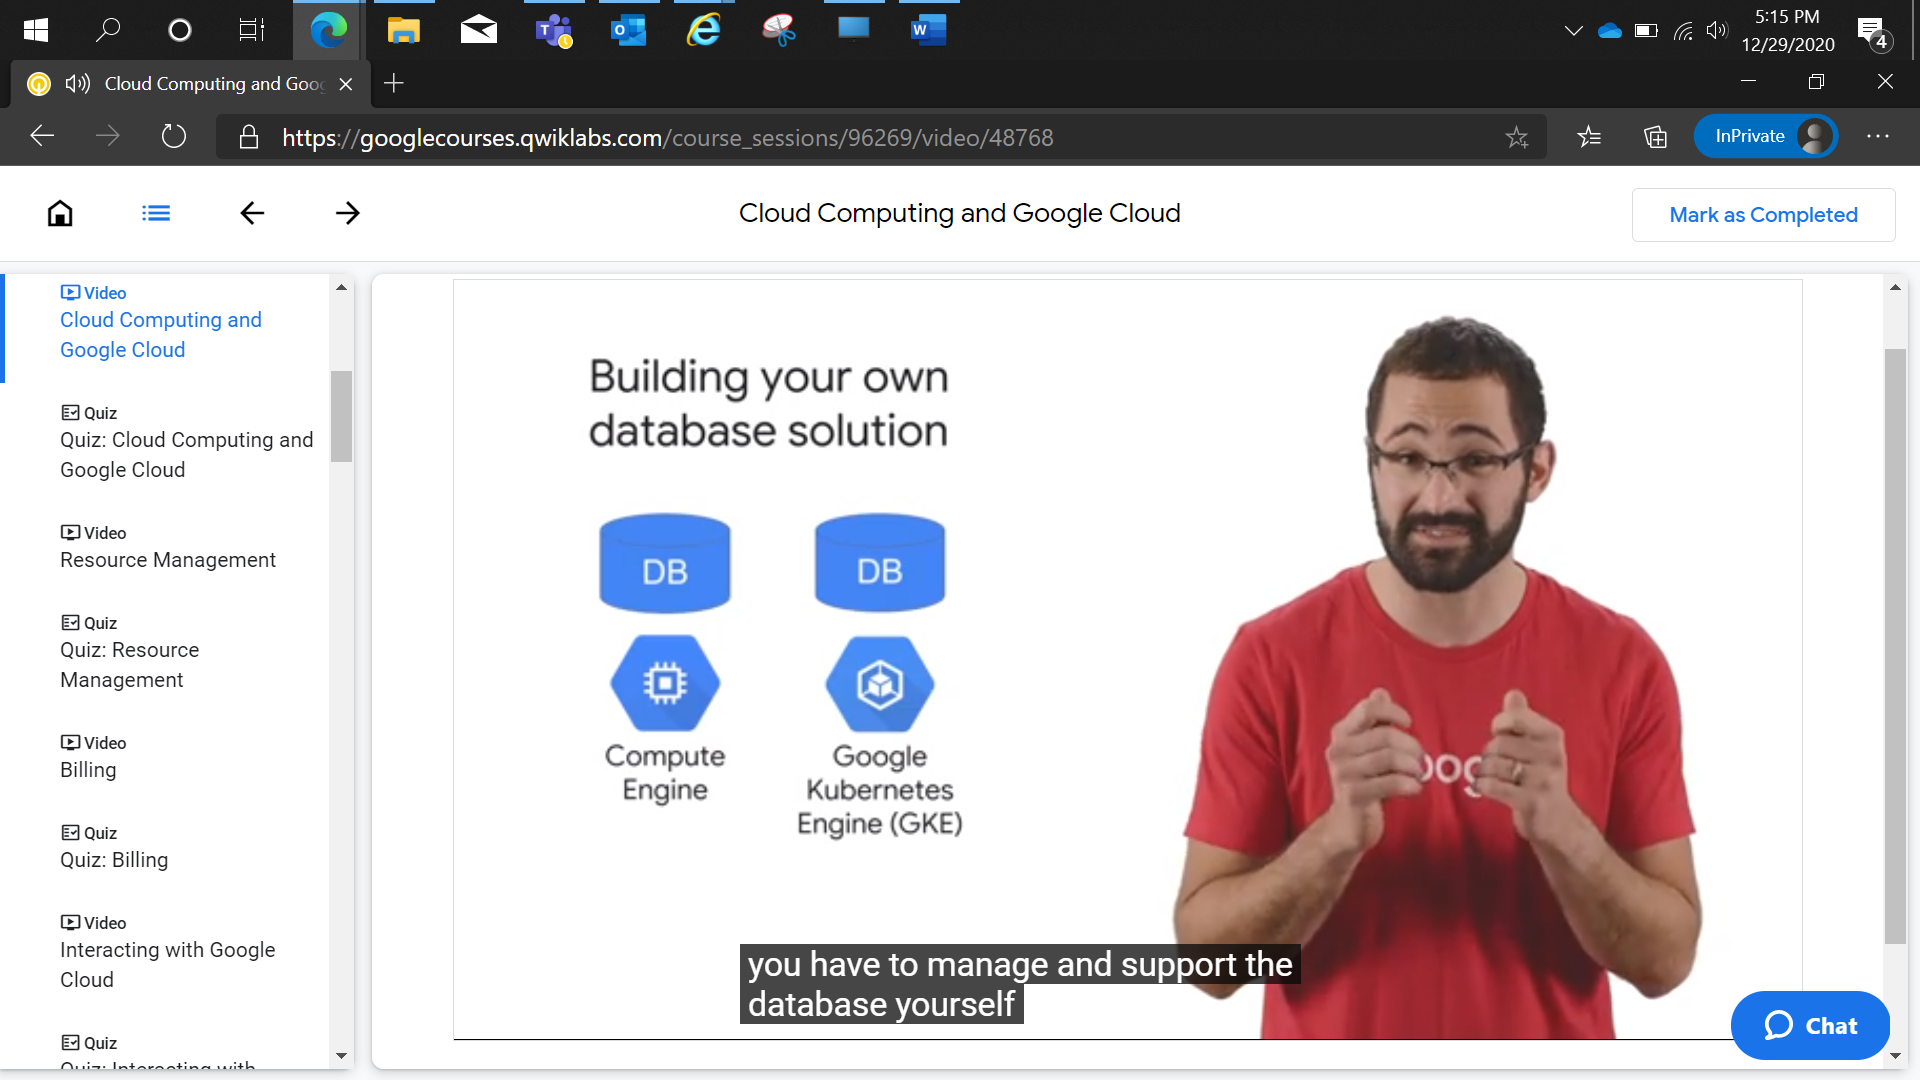 5:15 PM
12/29/2020
4
Cloud Computing and Goog
https://googlecourses.qwiklabs.com/course_sessions/96269/video/48768
InPrivate
Cloud Computing and Google Cloud
Mark as Completed
Video
Cloud Computing and
Google Cloud
Quiz
Quiz: Cloud Computing and
Google Cloud
Video
Resource Management
Quiz
Quiz: Resource
Management
Video
Billing
Quiz
Quiz: Billing
Video
Interacting with Google
Cloud
Quiz
Quiz: Interacting with
Building your own
database solution
DB
DB
Compute
Engine
Google
Kubernetes
Engine (GKE)
you have to manage and support the
database yourself
Chat